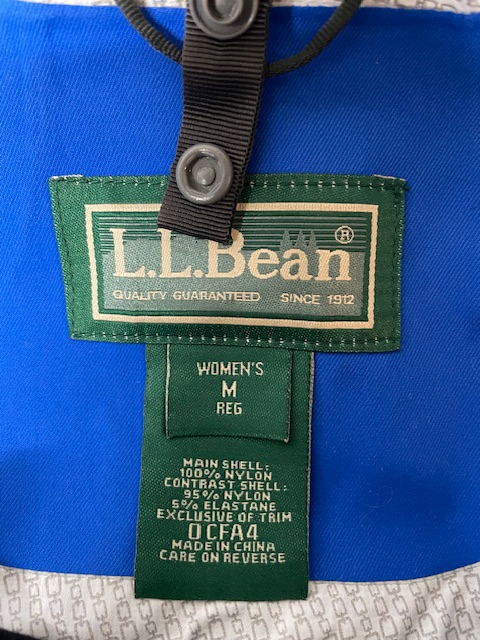 L.L.Bean®
QUALITY GUARANTEED SINCE 1912
WOMEN'S
M
REG
MAIN SHELL:
100% NYLON
CONTRAST SHELL:
95% NYLON
5% ELASTANE
EXCLUSIVE OF TRIM
0CFA4
MADE IN CHINA
CARE ON REVERSE